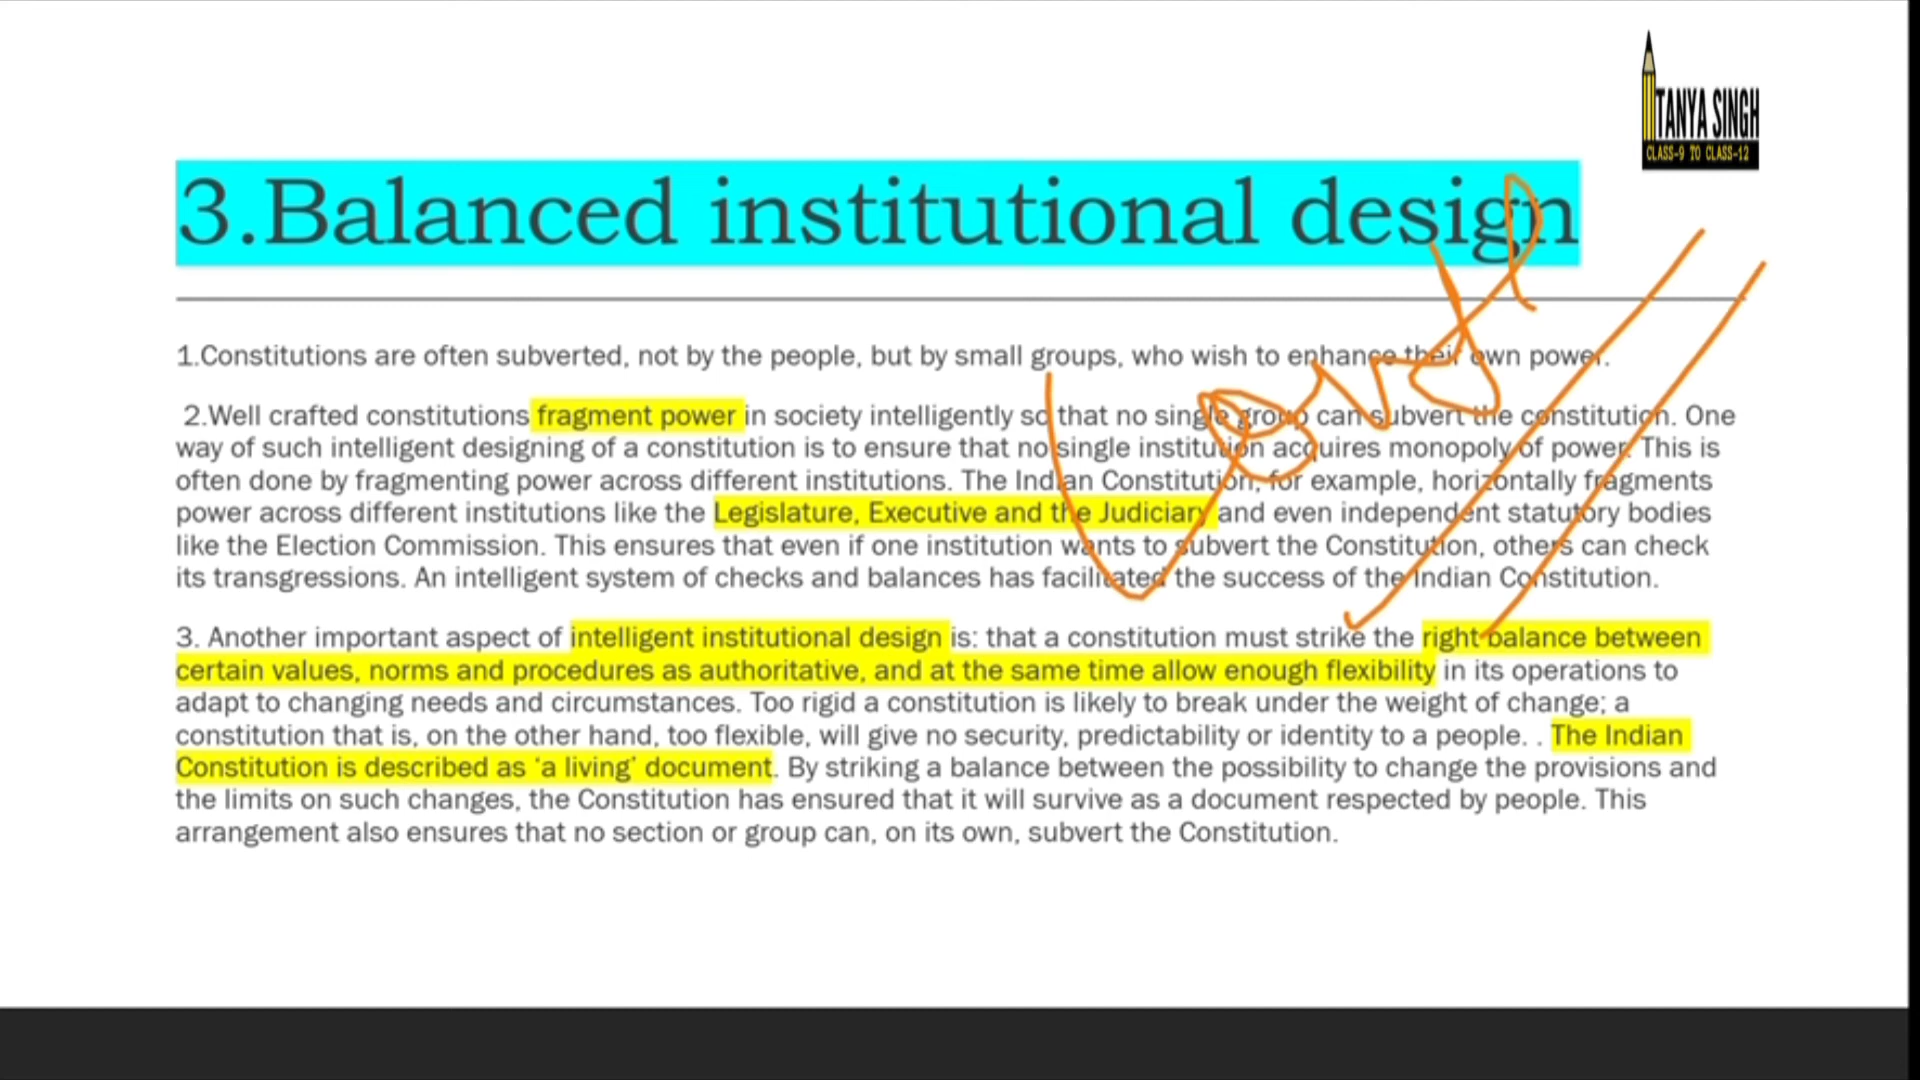 TANYA SINGH
CLASS-9 TO CLASS-12
3.Balanced institutional design
1.Constitutions are often subverted, not by the people, but by small groups, who wish to enhance their own power.
2.Well crafted constitutions fragment power in society intelligently so that no single group can subvert the constitution. One
way of such intelligent designing of a constitution is to ensure that no single institution acquires monopoly of power. This is
often done by fragmenting power across different institutions. The Indian Constitution, for example, horizontally fragments
power across different institutions like the Legislature, Executive and the Judiciary and even independent statutory bodies
like the Election Commission. This ensures that even if one institution wants to subvert the Constitution, others can check
its transgressions. An intelligent system of checks and balances has facilitated the success of the Indian Constitution.
3. Another important aspect of intelligent institutional design is: that a constitution must strike the right balance between
certain values, norms and procedures as authoritative, and at the same time allow enough flexibility in its operations to
adapt to changing needs and circumstances. Too rigid a constitution is likely to break under the weight of change; a
constitution that is, on the other hand, too flexible, will give no security, predictability or identity to a people. . The Indian
Constitution is described as ‘a living’ document. By striking a balance between the possibility to change the provisions and
the limits on such changes, the Constitution has ensured that it will survive as a document respected by people. This
arrangement also ensures that no section or group can, on its own, subvert the Constitution.